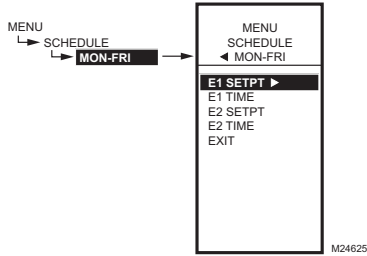 MENU
SCHEDULE
MON-FRI
MENU
SCHEDULE
◄ MON-FRI
E1 SETPT ►
E1 TIME
E2 SETPT
E2 TIME
EXIT
M24625